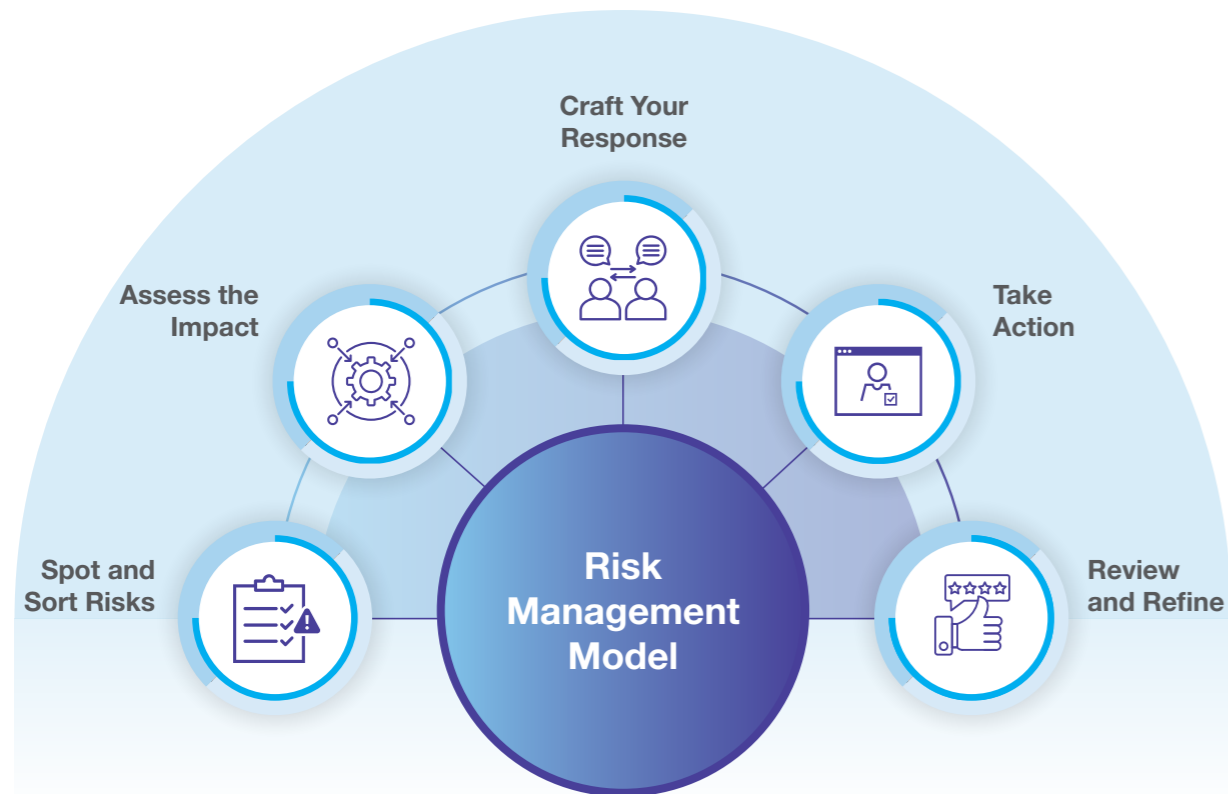 Craft Your
Response
Assess the
Impact
Take
Action
Spot and
Sort Risks
Risk
Management
Model
Review
and Refine